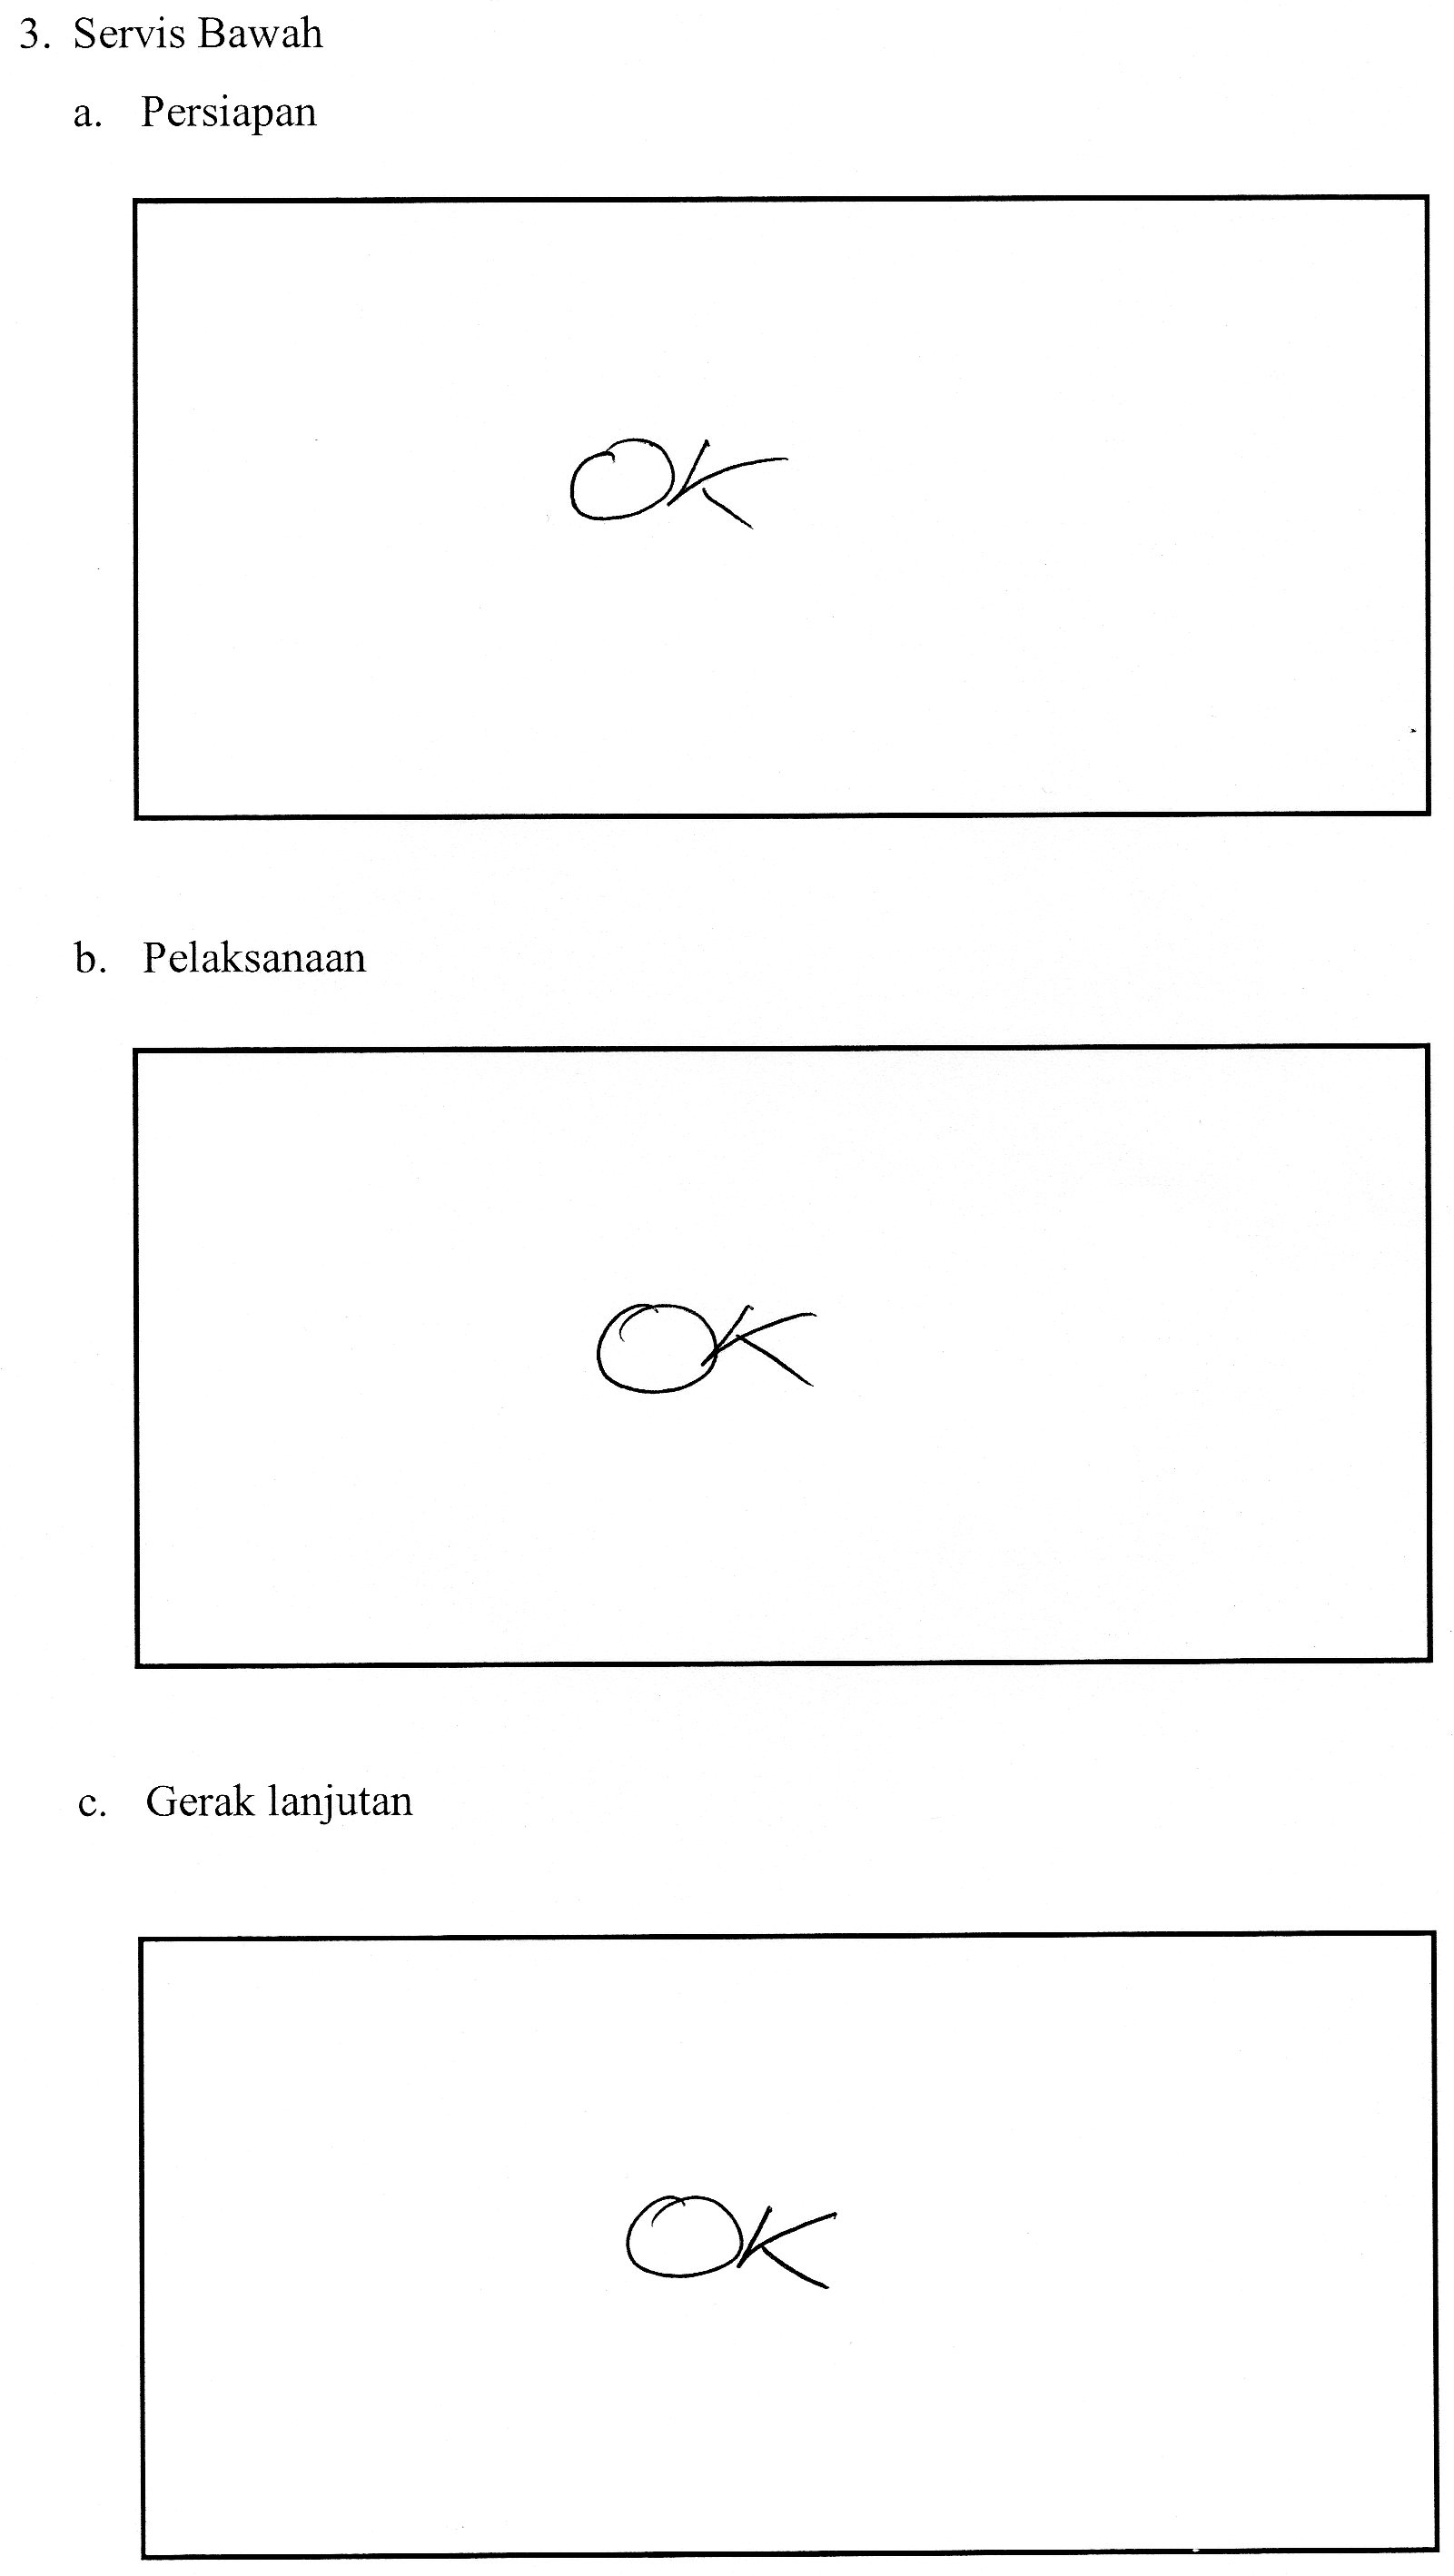 3. Servis Bawah
a. Persiapan
OK
b. Pelaksanaan
OK
c. Gerak lanjutan
OK